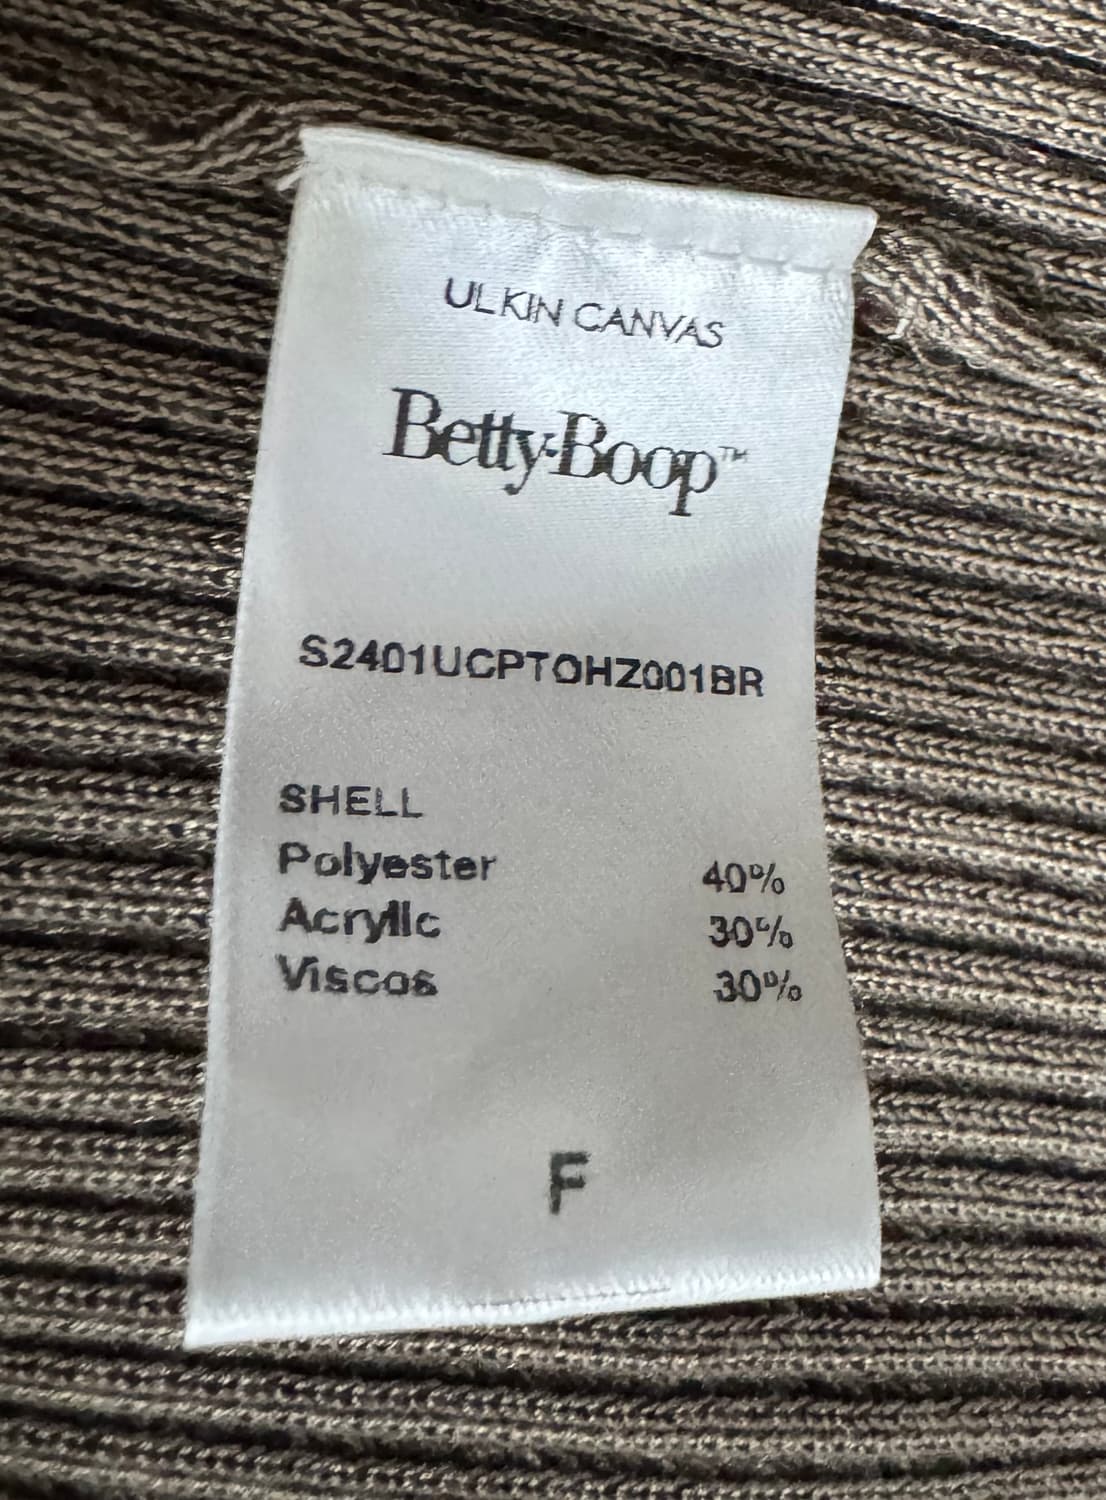 ULKIN CANVAS
Betty Boop™
S2401UCPTOHZ001BR
SHELL
Polyester 40%
Acrylic 30%
Viscos 30%
F